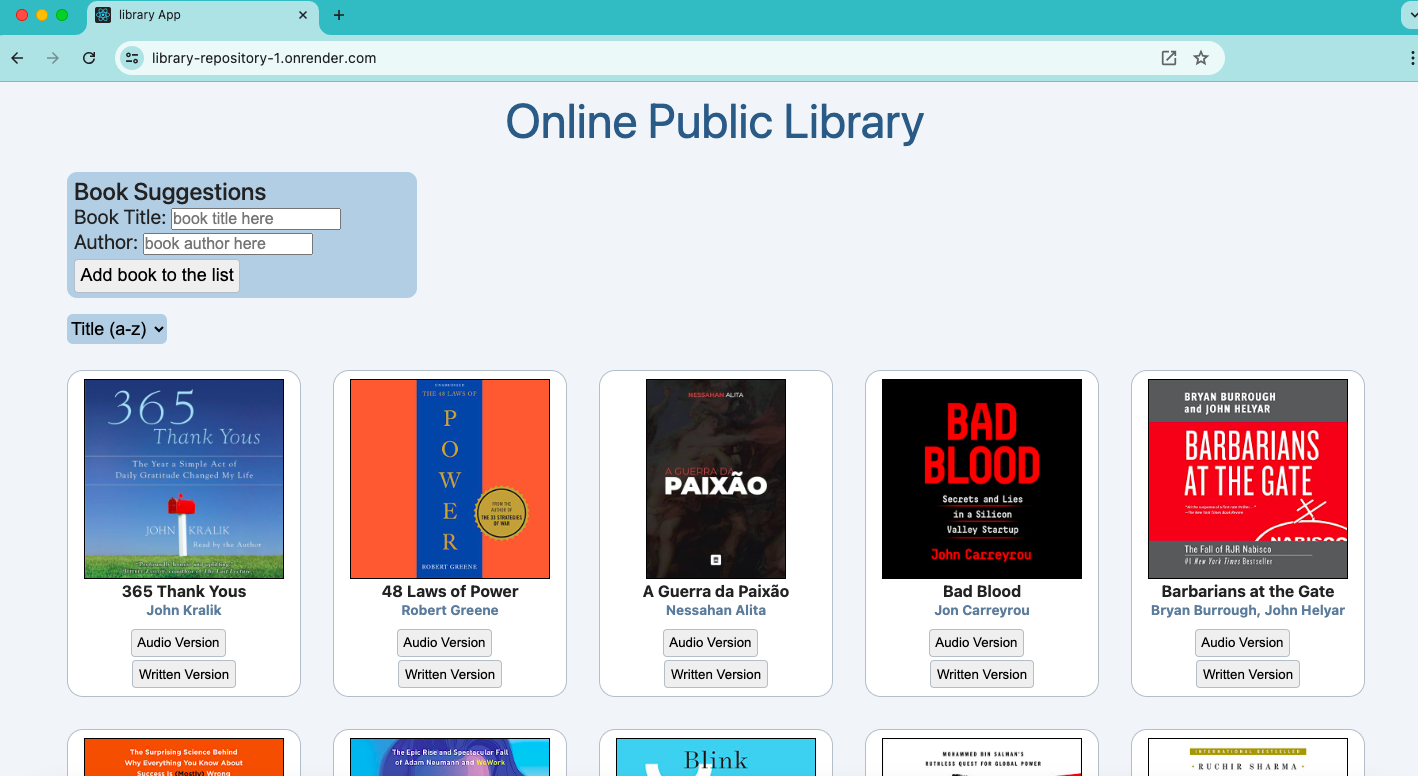 library App
library-repository-1.onrender.com
Online Public Library
Book Suggestions
Book Title: book title here
Author: book author here
Add book to the list
Title (a-z)
365
Thank Yous
The Year a Simple Act of
Daily Gratitude Changed My Life
JOHN KRALIK
Read by the Author
365 Thank Yous
John Kralik
Audio Version
Written Version
UNABRIDGED
THE 48 LAWS OF
POWER
FROM THE
AUTHOR OF
THE 33 STRATEGIES
OF WAR
ROBERT GREENE
48 Laws of Power
Robert Greene
Audio Version
Written Version
NESSAHAN ALITA
A GUERRA DA
PAIXÃO
A Guerra da Paixão
Nessahan Alita
Audio Version
Written Version
BAD
BLOOD
Secrets and Lies
in a Silicon
Valley Startup
John Carreyrou
Bad Blood
Jon Carreyrou
Audio Version
Written Version
BRYAN BURROUGH
and JOHN HELYAR
BARBARIANS
AT THE GATE
NABISCO
The Fall of RJR Nabisco
#1 New York Times Bestseller
Barbarians at the Gate
Bryan Burrough, John Helyar
Audio Version
Written Version
The Surprising Science Behind
Why Everything You Know About
Success Is (Mostly) Wrong
The Epic Rise and Spectacular Fall
of Adam Neumann and WeWork
Blink
MOHAMMED BIN SALMAN'S
RUTHLESS QUEST FOR GLOBAL POWER
INTERNATIONAL BESTSELLER
RUCHIR SHARMA